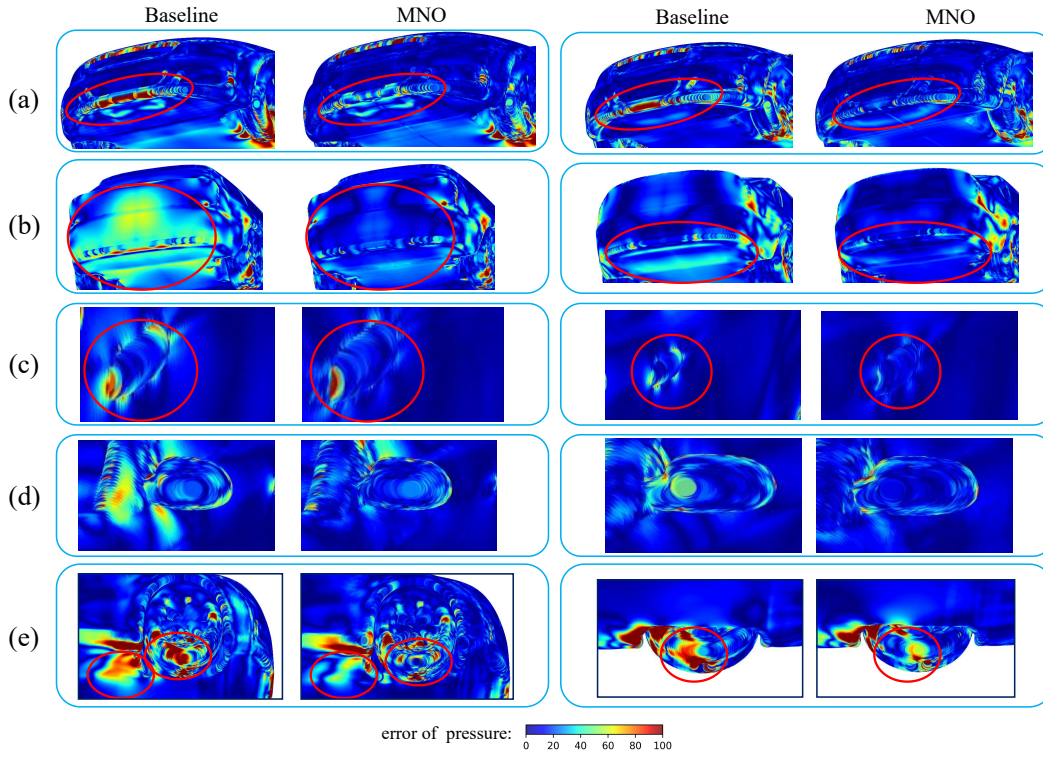 Baseline MNO Baseline MNO
(a)
(b)
(c)
(d)
(e)
error of pressure:
0 20 40 60 80 100